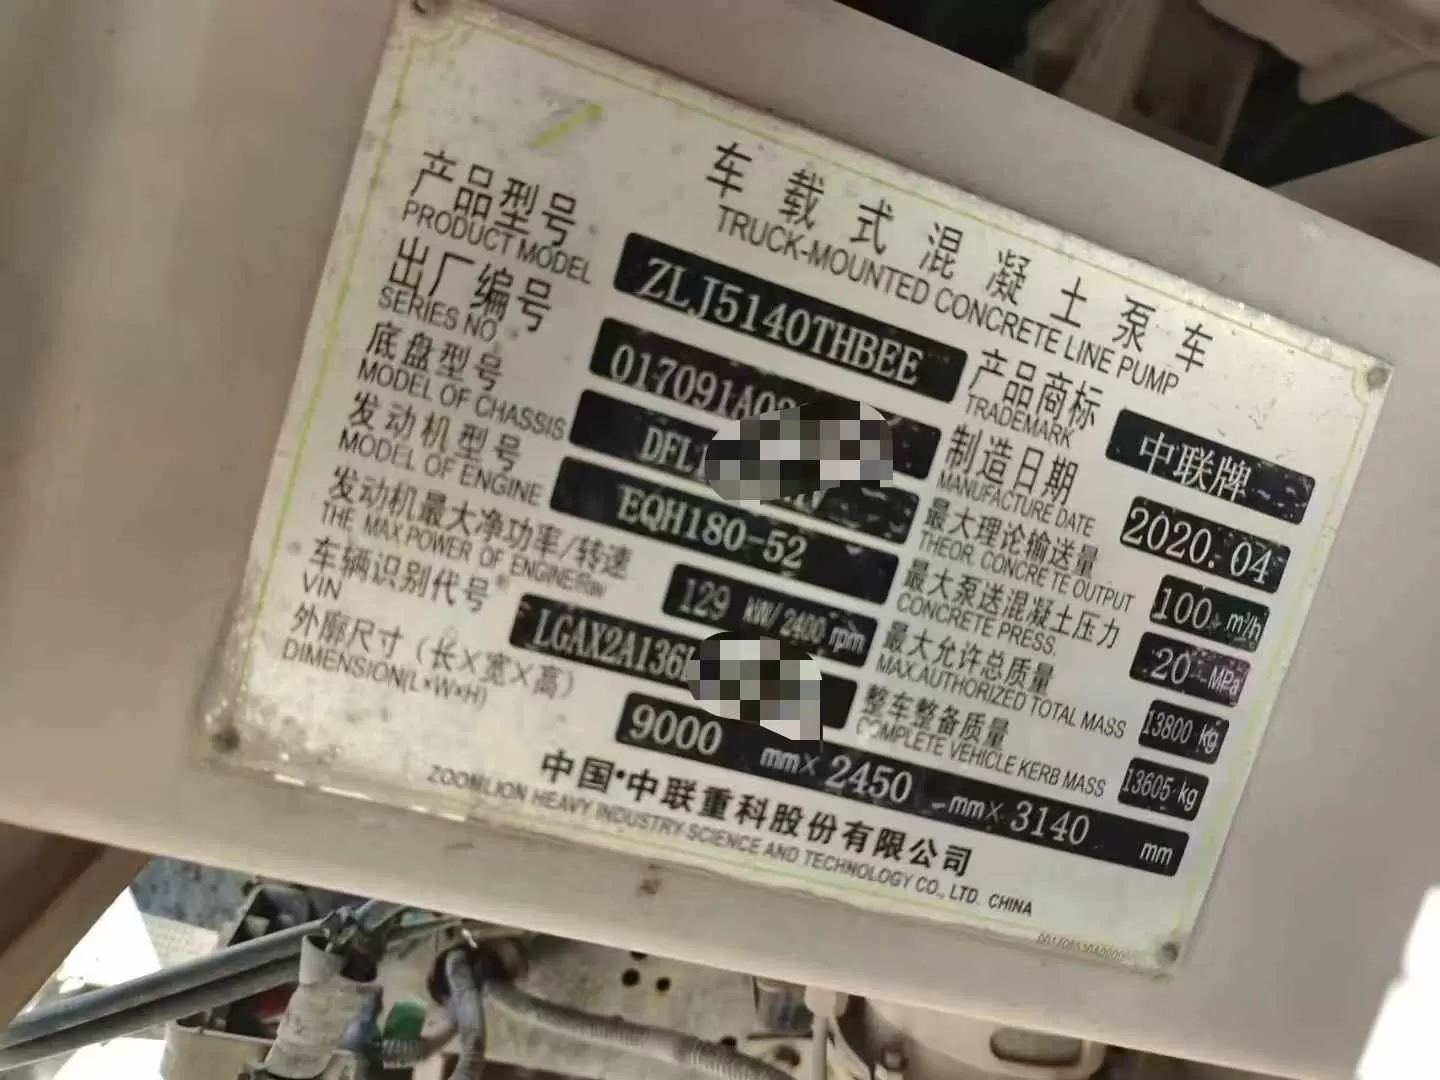 车载式混凝土泵车
TRUCK-MOUNTED CONCRETE LINE PUMP
产品型号 ZLJ5140THBEE 产品商标 中联牌
PRODUCT MODEL TRADEMARK
出厂编号 017091A0 制造日期 2020.04
SERIES NO MANUFACTURE DATE
底盘型号 DFL 最大理论输送量 100 m³/h
MODEL OF CHASSIS THEOR. CONCRETE OUTPUT
发动机型号 EQH180-52 最大泵送混凝土压力 20 MPa
MODEL OF ENGINE CONCRETE PRESS.
发动机最大净功率/转速 129 kW/2400 rpm 最大允许总质量 13800 kg
THE MAX POWER OF ENGINE/RPM MAX.AUTHORIZED TOTAL MASS
车辆识别代号 LGAX2A136 整车整备质量 13605 kg
VIN COMPLETE VEHICLE KERB MASS
外廓尺寸（长X宽X高） 9000 mm× 2450 mm× 3140 mm
DIMENSION(L×W×H)
中国·中联重科股份有限公司
ZOOMLION HEAVY INDUSTRY SCIENCE AND TECHNOLOGY CO., LTD. CHINA